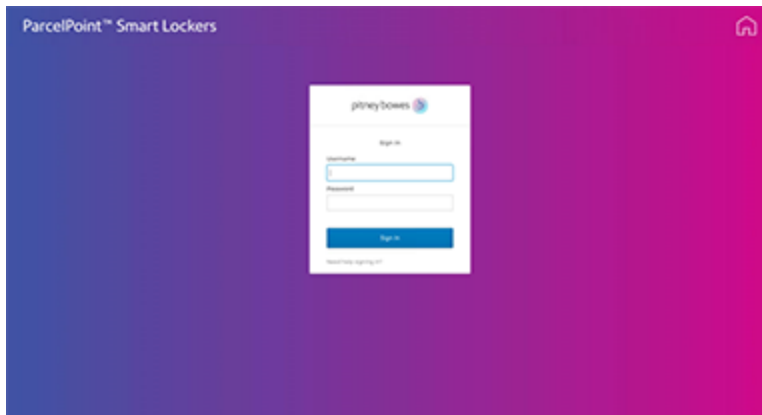 ParcelPoint™ Smart Lockers
pitney bowes
Sign In
Username
Password
Sign In
Need help signing in?